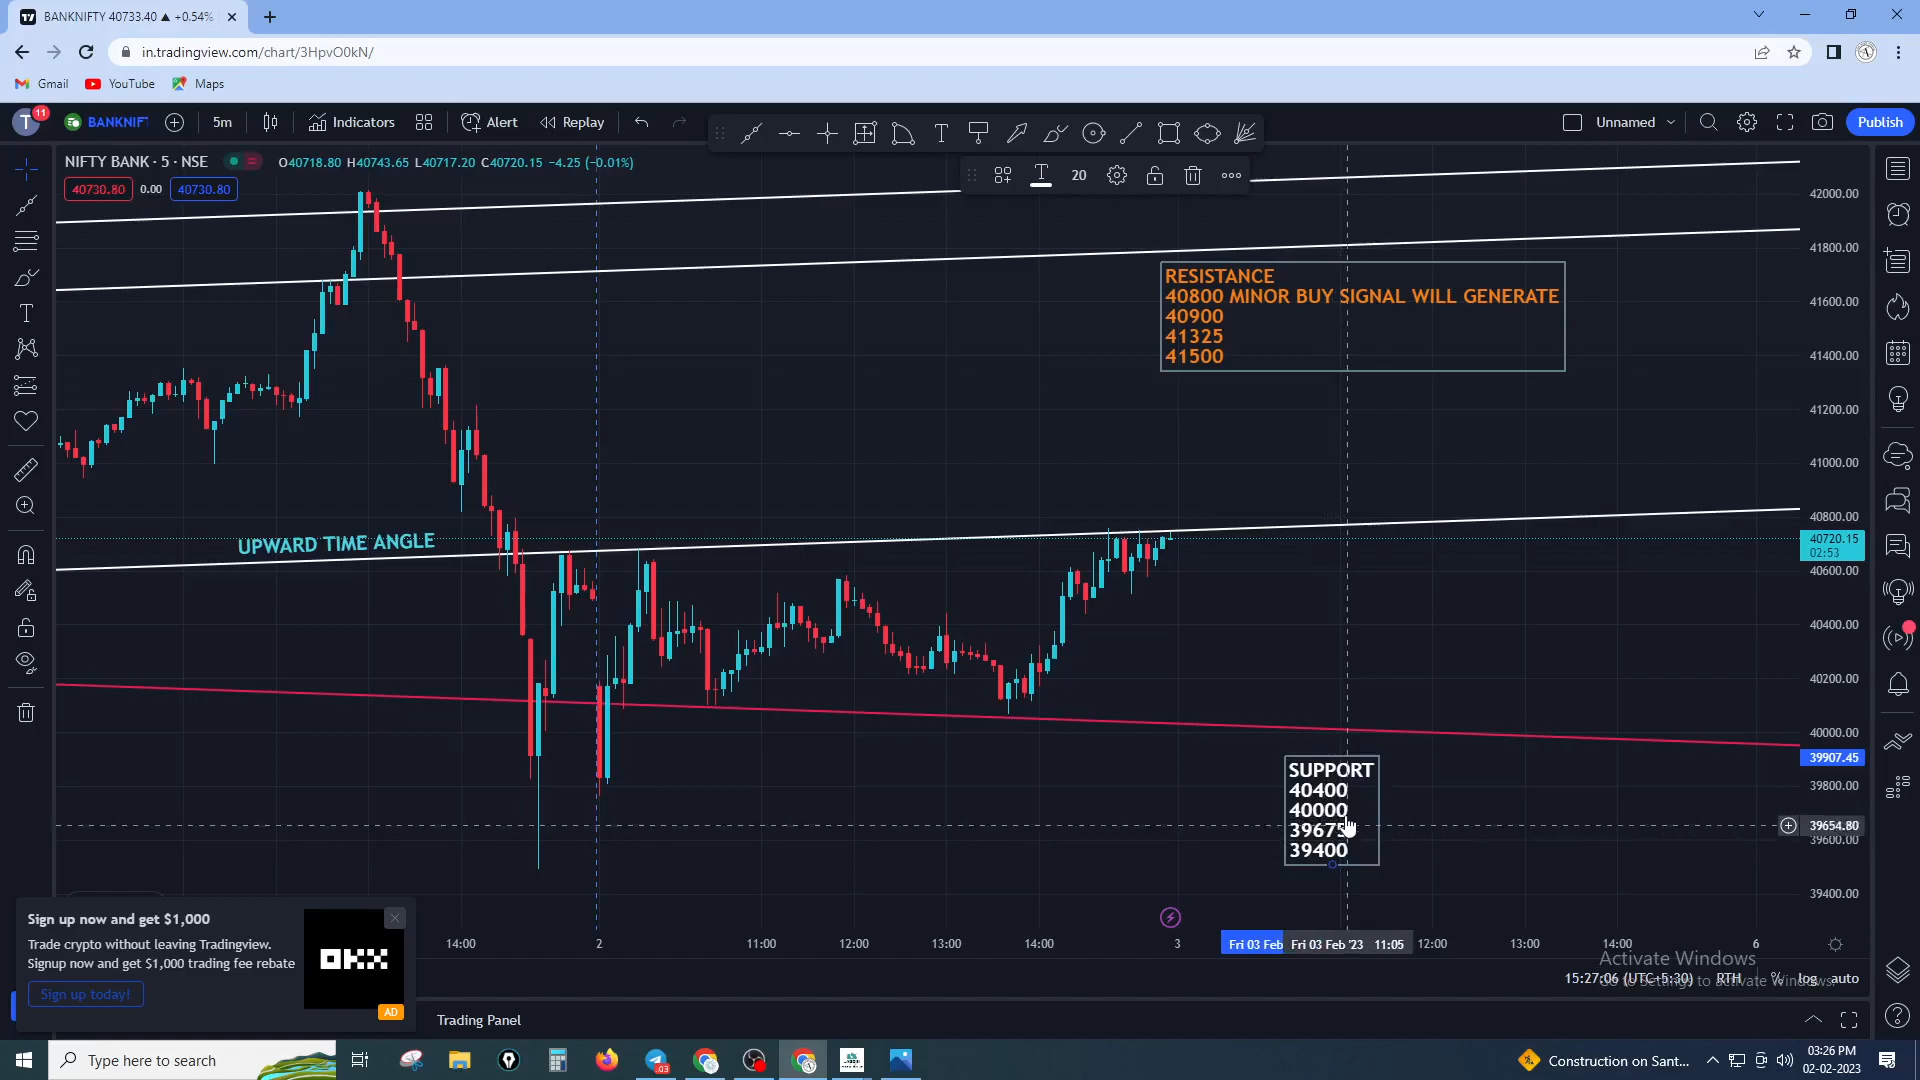 BANKNIFTY 40733.40 ▲ +0.54%
in.tradingview.com/chart/3HpvO0kN/
Gmail
YouTube
Maps
T
11
BANKNIFT
5m
Indicators
Alert
Replay
Unnamed
Publish
NIFTY BANK · 5 · NSE
O40718.80 H40743.65 L40717.20 C40720.15 −4.25 (−0.01%)
40730.80
0.00
40730.80
20
RESISTANCE
40800 MINOR BUY SIGNAL WILL GENERATE
40900
41325
41500
UPWARD TIME ANGLE
SUPPORT
40400
40000
39675
39400
42000.00
41800.00
41600.00
41400.00
41200.00
41000.00
40800.00
40720.15
02:53
40600.00
40400.00
40200.00
40000.00
39907.45
39800.00
39654.80
39600.00
39400.00
14:00
2
11:00
12:00
13:00
14:00
3
Fri 03 Feb
Fri 03 Feb '23 11:05
12:00
13:00
14:00
6
Sign up now and get $1,000
Trade crypto without leaving Tradingview.
Signup now and get $1,000 trading fee rebate
Sign up today!
OKX
AD
Activate Windows
Go to Settings to activate Windows.
15:27:06 (UTC+5:30)
RTH
%
log
auto
Trading Panel
Type here to search
.03
Construction on Sant...
03:26 PM
02-02-2023